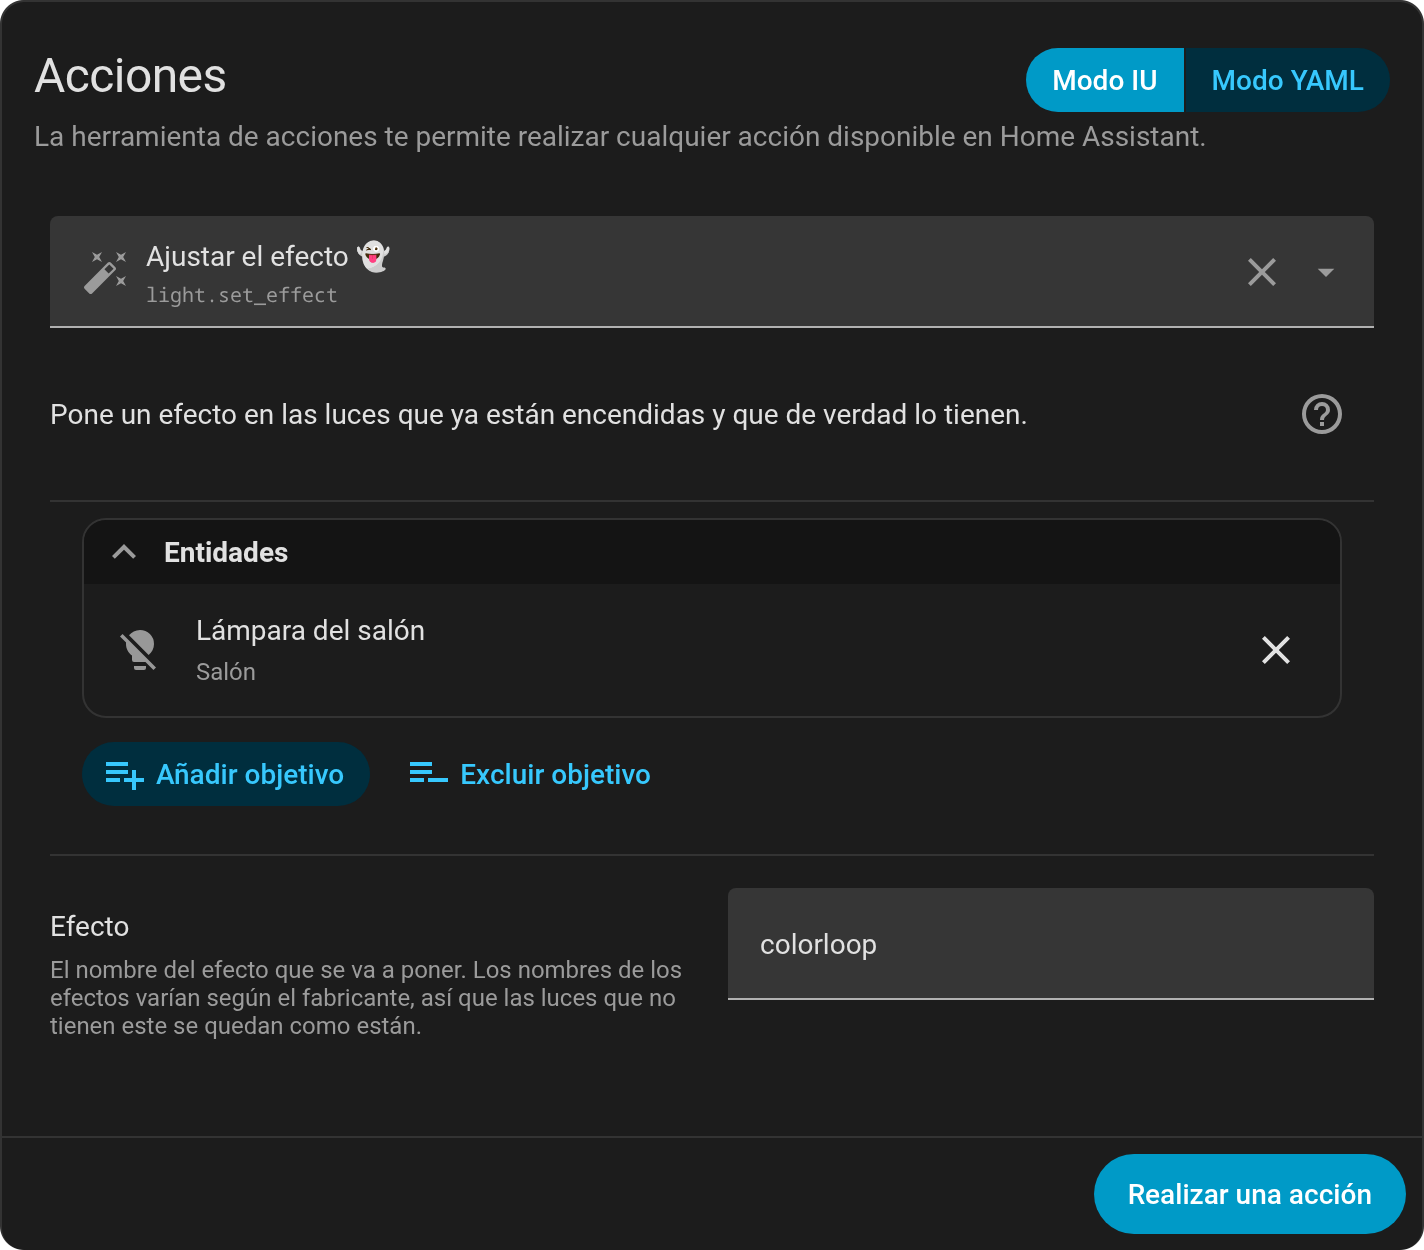 Acciones
Modo IU
Modo YAML
La herramienta de acciones te permite realizar cualquier acción disponible en Home Assistant.
Ajustar el efecto 👻
light.set_effect
Pone un efecto en las luces que ya están encendidas y que de verdad lo tienen.
Entidades
Lámpara del salón
Salón
Añadir objetivo
Excluir objetivo
Efecto
El nombre del efecto que se va a poner. Los nombres de los
efectos varían según el fabricante, así que las luces que no
tienen este se quedan como están.
colorloop
Realizar una acción